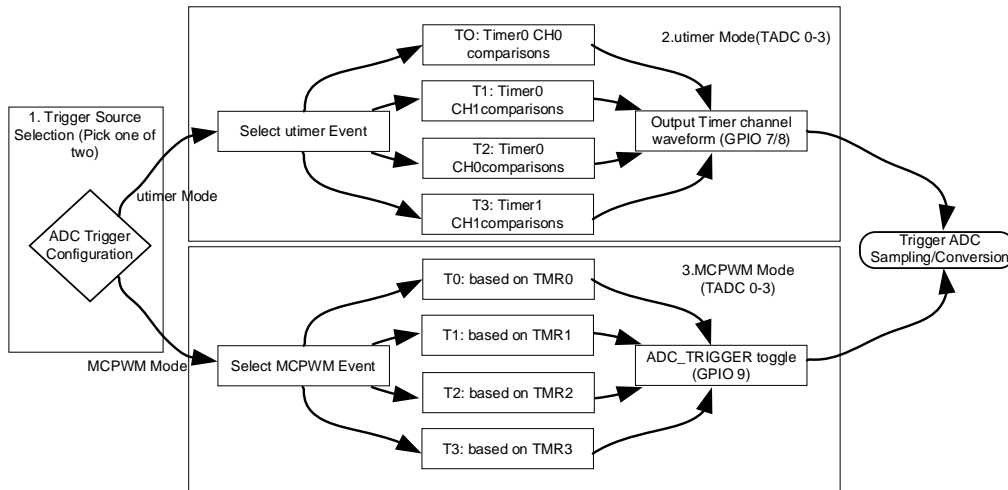 1. Trigger Source
Selection (Pick one of
two)
ADC Trigger
Configuration
utimer Mode
MCPWM Mode
2.utimer Mode(TADC 0-3)
Select utimer Event
TO: Timer0 CH0
comparisons
T1: Timer0
CH1comparisons
T2: Timer0
CH0comparisons
T3: Timer1
CH1comparisons
Output Timer channel
waveform (GPIO 7/8)
3.MCPWM Mode
(TADC 0-3)
Select MCPWM Event
T0: based on TMR0
T1: based on TMR1
T2: based on TMR2
T3: based on TMR3
ADC_TRIGGER toggle
(GPIO 9)
Trigger ADC
Sampling/Conversion